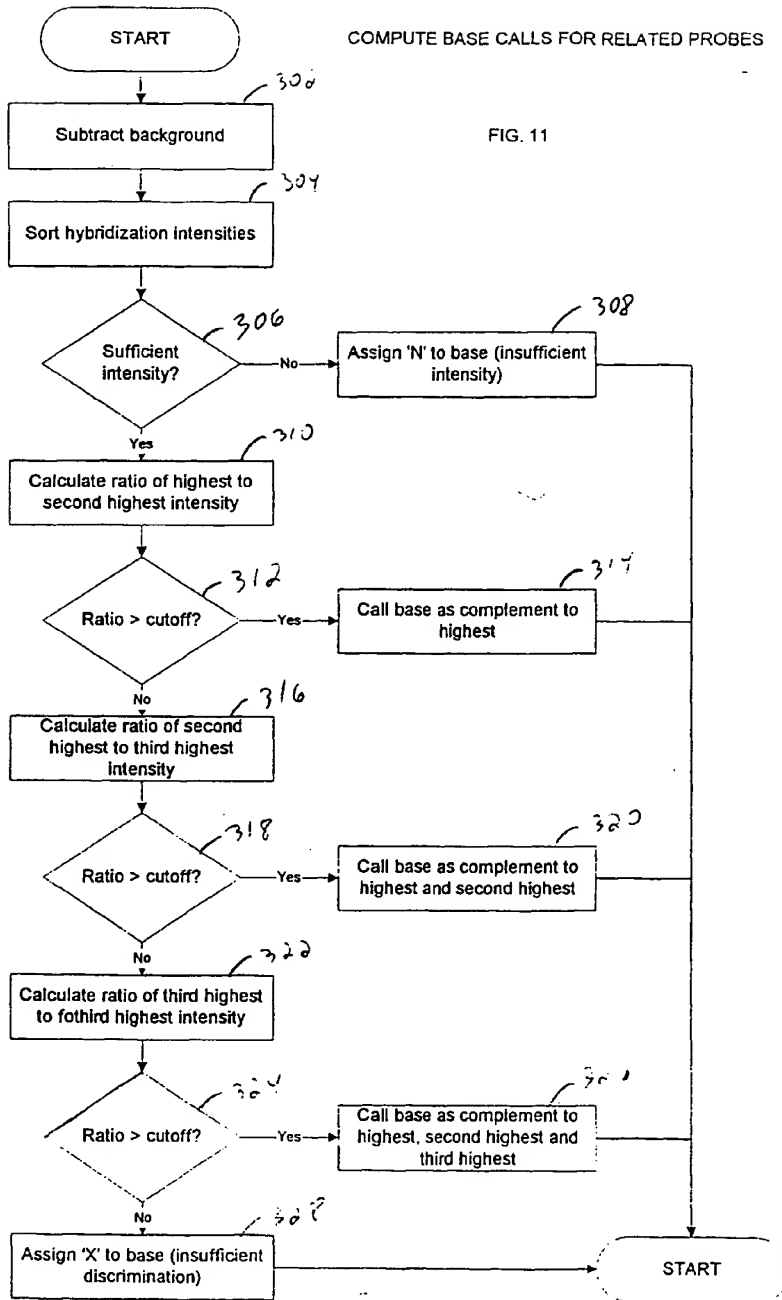 START
COMPUTE BASE CALLS FOR RELATED PROBES
FIG. 11
302
Subtract background
304
Sort hybridization intensities
306
Sufficient
intensity?
No
308
Assign 'N' to base (insufficient
intensity)
Yes
310
Calculate ratio of highest to
second highest intensity
312
Ratio > cutoff?
Yes
314
Call base as complement to
highest
No
316
Calculate ratio of second
highest to third highest
intensity
318
Ratio > cutoff?
Yes
320
Call base as complement to
highest and second highest
No
322
Calculate ratio of third highest
to fothird highest intensity
324
Ratio > cutoff?
Yes
Call base as complement to
highest, second highest and
third highest
No
328
Assign 'X' to base (insufficient
discrimination)
START